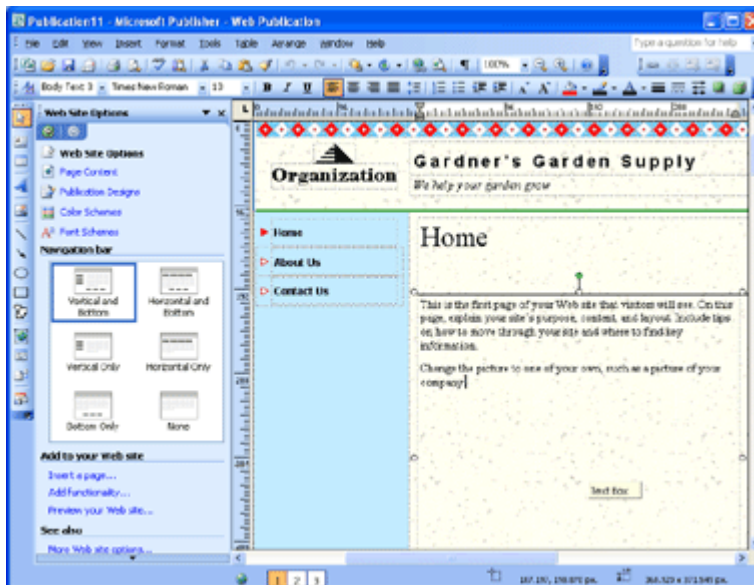 Publication11 - Microsoft Publisher - Web Publication
File Edit View Insert Format Tools Table Arrange Window Help
Type a question for help
100%
Body Text 3 Times New Roman 13
B I U
Web Site Options
Web Site Options
Page Content
Publication Designs
Color Schemes
Font Schemes
Navigation bar
Vertical and Bottom
Horizontal and Bottom
Vertical Only
Horizontal Only
Bottom Only
None
Add to your Web site
Insert a page...
Add functionality...
Preview your Web site...
See also
More Web site options...
Organization
Gardner's Garden Supply
We help your garden grow
Home
About Us
Contact Us
Home
This is the first page of your Web site that visitors will see. On this
page, explain your site's purpose, content, and layout. Include tips
on how to move through your site and where to find key
information.
Change the picture to one of your own, such as a picture of your
company
Text Box
1 2 3